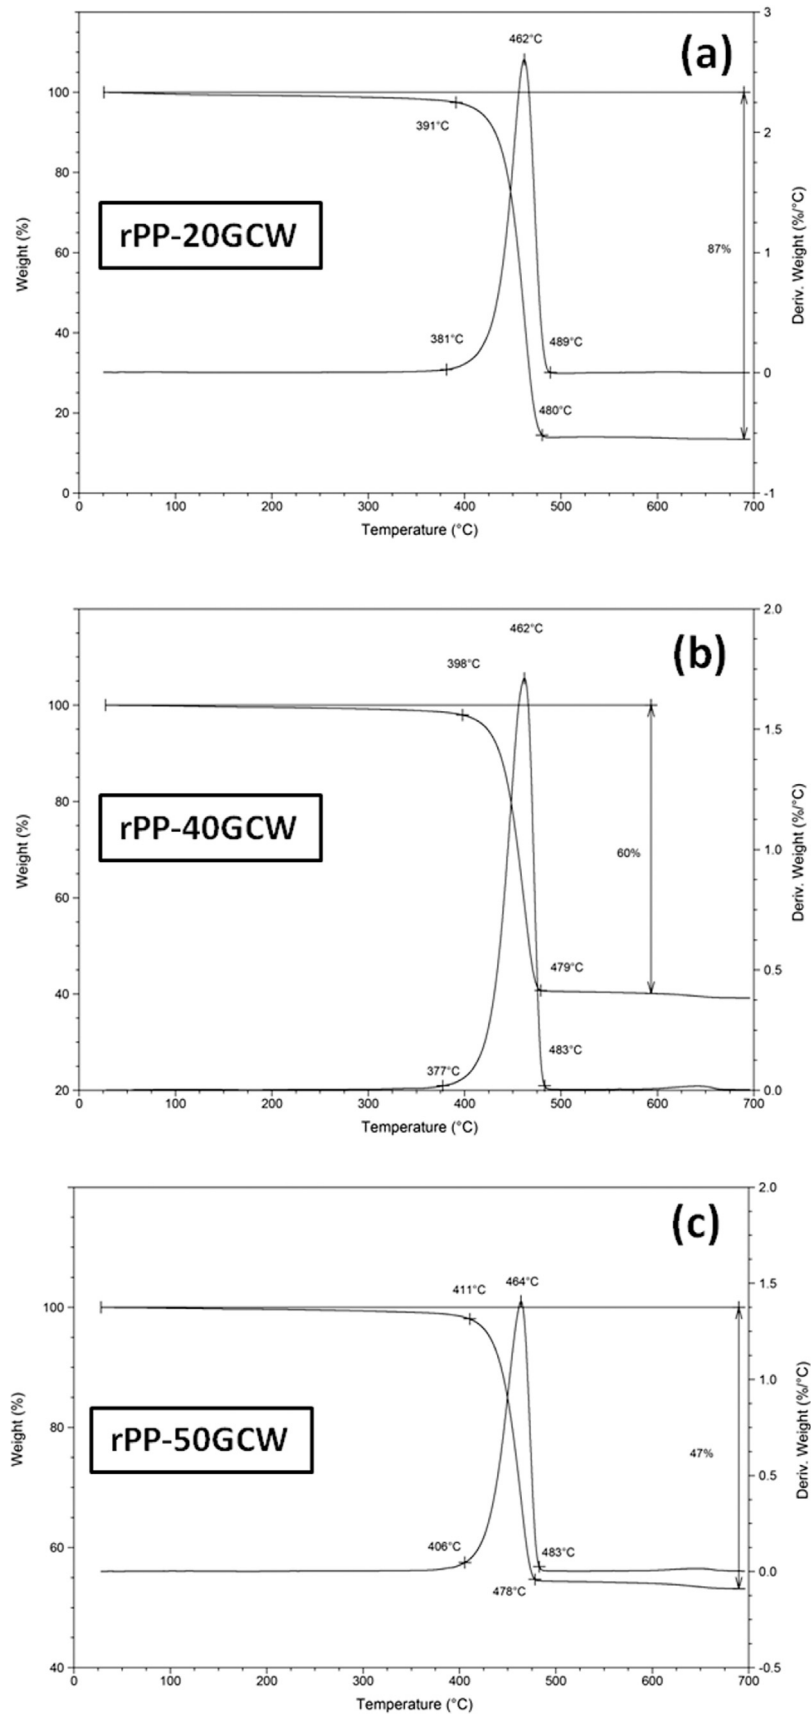 (a)
462°C
391°C
rPP-20GCW
87%
381°C
489°C
480°C
Weight (%)
100
80
60
40
20
0
Deriv. Weight (%/°C)
3
2
1
0
-1
0 100 200 300 400 500 600 700
Temperature (°C)
(b)
462°C
398°C
rPP-40GCW
60%
479°C
483°C
377°C
Weight (%)
100
80
60
40
20
Deriv. Weight (%/°C)
2.0
1.5
1.0
0.5
0.0
0 100 200 300 400 500 600 700
Temperature (°C)
(c)
411°C
464°C
rPP-50GCW
47%
406°C
483°C
478°C
Weight (%)
100
80
60
40
Deriv. Weight (%/°C)
2.0
1.5
1.0
0.5
0.0
-0.5
0 100 200 300 400 500 600 700
Temperature (°C)